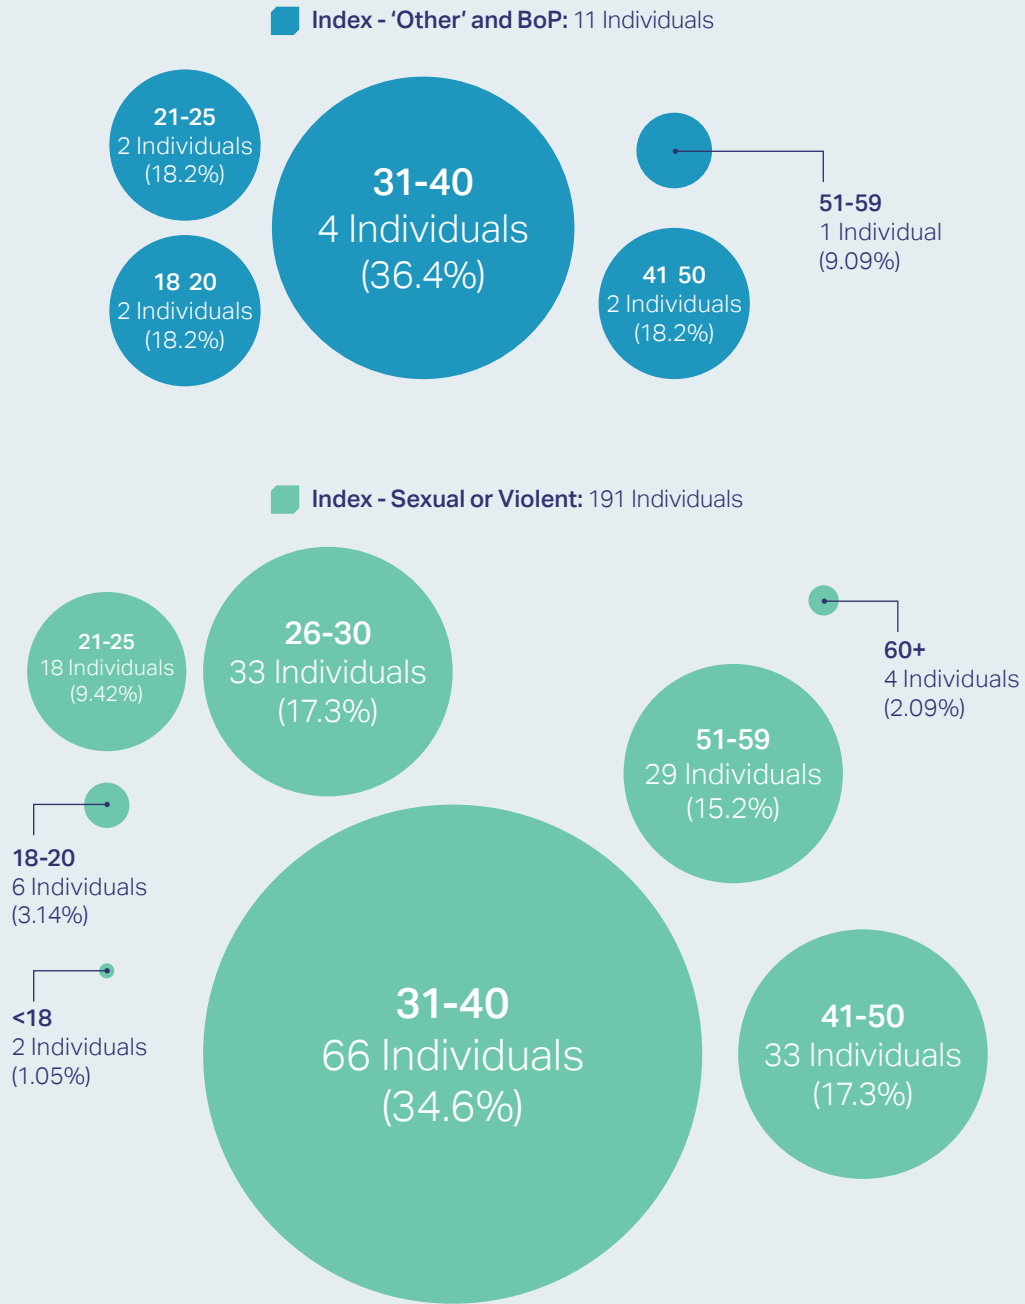 Index - ‘Other’ and BoP: 11 Individuals
21-25
2 Individuals
(18.2%)
31-40
4 Individuals
(36.4%)
51-59
1 Individual
(9.09%)
18 20
2 Individuals
(18.2%)
41 50
2 Individuals
(18.2%)
Index - Sexual or Violent: 191 Individuals
21-25
18 Individuals
(9.42%)
26-30
33 Individuals
(17.3%)
60+
4 Individuals
(2.09%)
51-59
29 Individuals
(15.2%)
18-20
6 Individuals
(3.14%)
<18
2 Individuals
(1.05%)
31-40
66 Individuals
(34.6%)
41-50
33 Individuals
(17.3%)